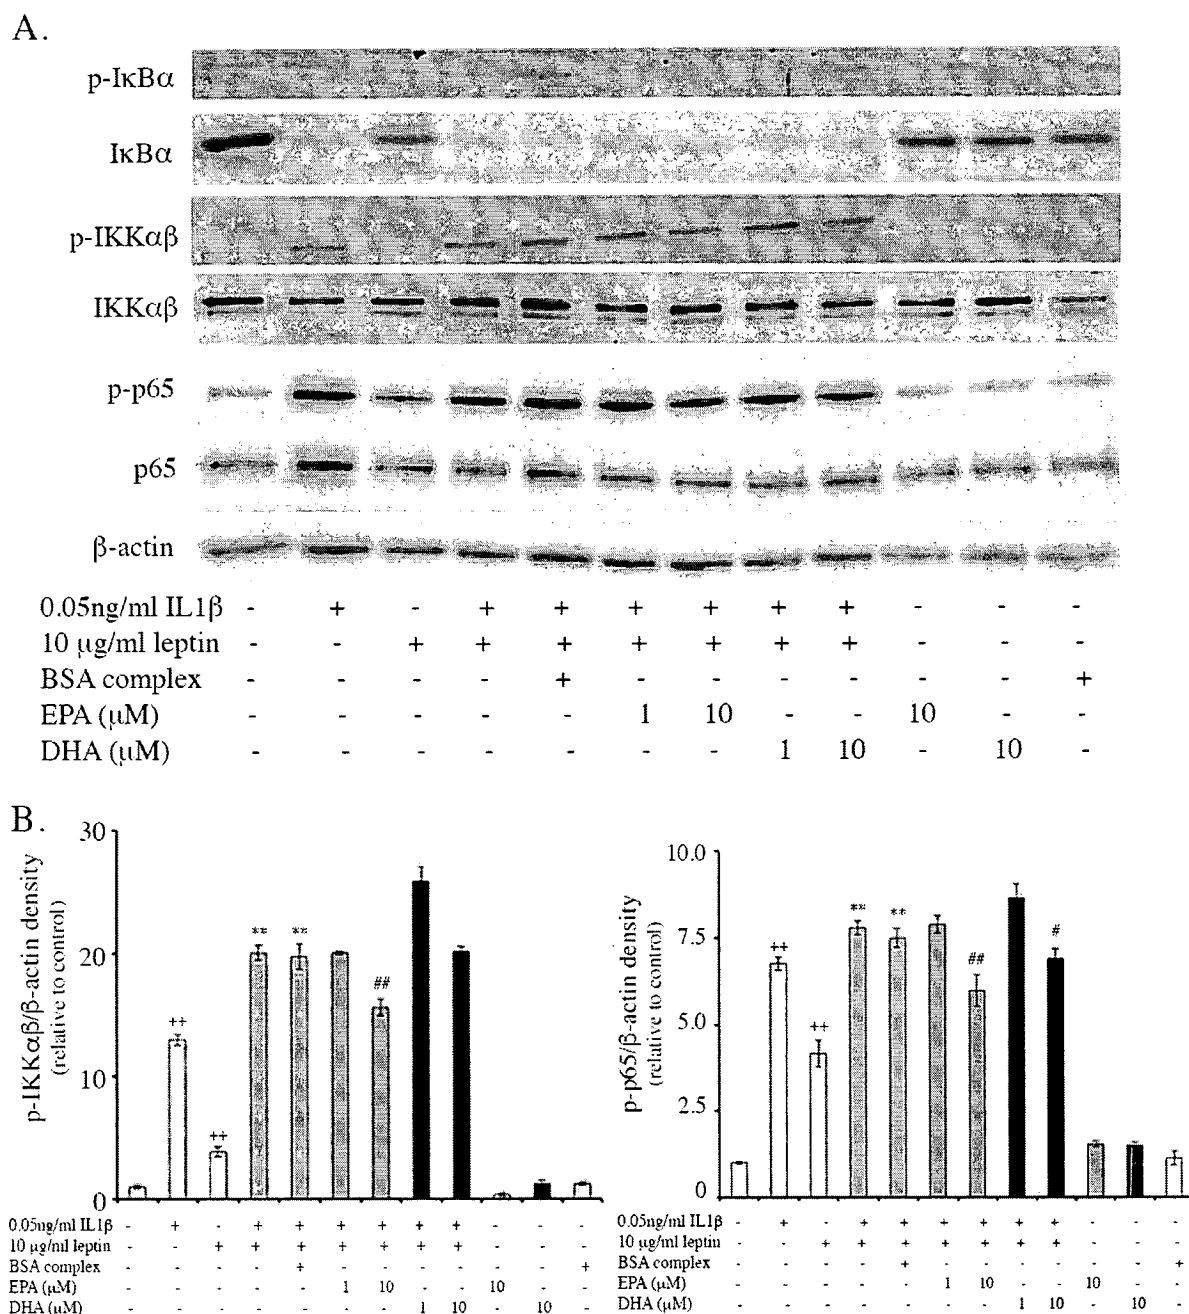 A.
p-IκBα
IκBα
p-IKKαβ
IKKαβ
p-p65
p65
β-actin
0.05ng/ml IL1β - + - + + + + + + - - -
10 μg/ml leptin - - + + + + + + + - - -
BSA complex - - - - + - - - - - - +
EPA (μM) - - - - - 1 10 - - 10 - -
DHA (μM) - - - - - - - 1 10 - 10 -
B.
p-IKKαβ/β-actin density
(relative to control)
30
20
10
0
++
++
**
**
##
0.05ng/ml IL1β - + - + + + + + + - - -
10 μg/ml leptin - - + + + + + + + - - -
BSA complex - - - - + - - - - - - +
EPA (μM) - - - - - 1 10 - - 10 - -
DHA (μM) - - - - - - - 1 10 - 10 -
p-p65/β-actin density
(relative to control)
10.0
7.5
5.0
2.5
0
++
++
**
**
##
#
0.05ng/ml IL1β - + - + + + + + + - - -
10 μg/ml leptin - - + + + + + + + - - -
BSA complex - - - - + - - - - - - +
EPA (μM) - - - - - 1 10 - - 10 - -
DHA (μM) - - - - - - - 1 10 - 10 -